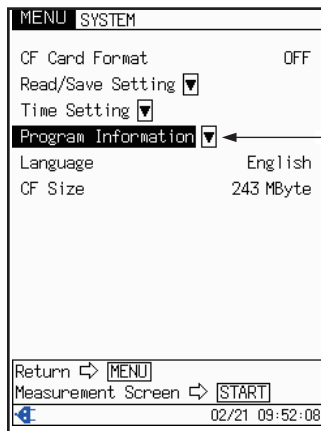 MENU SYSTEM
CF Card Format OFF
Read/Save Setting ▼
Time Setting ▼
Program Information ▼
Language English
CF Size 243 MByte
Return ⇨ MENU
Measurement Screen ⇨ START
02/21 09:52:08